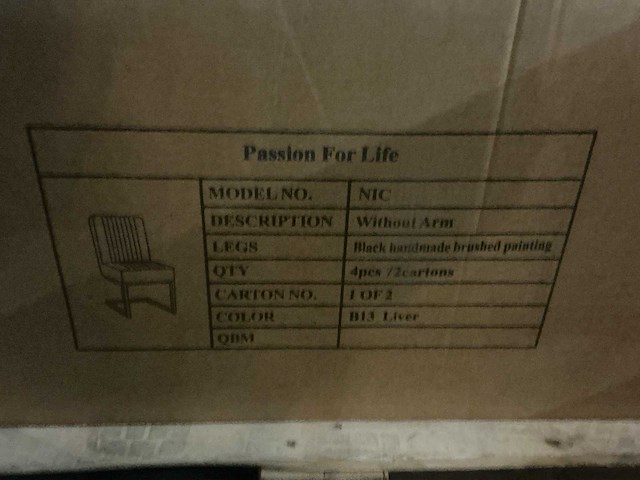 Passion For Life
MODEL NO. NIC
DESCRIPTION Without Arm
LEGS Black handmade brushed painting
QTY 4pcs /2cartons
CARTON NO. 1 OF 2
COLOR B13 Liver
QBM